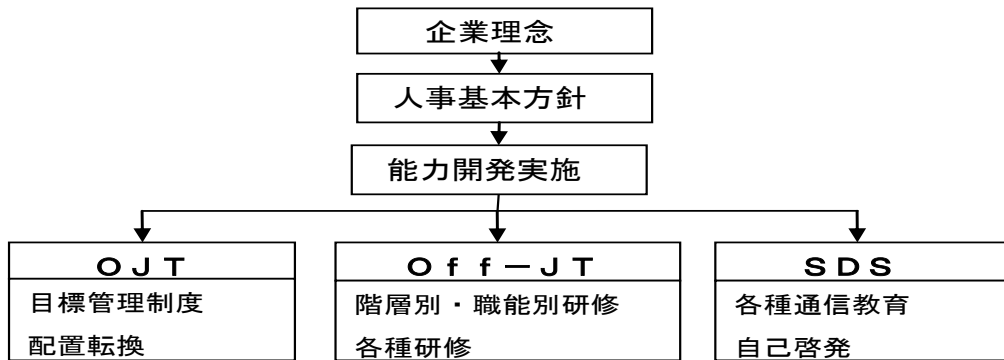 企業理念
人事基本方針
能力開発実施
ＯＪＴ
目標管理制度
配置転換
Ｏｆｆ－ＪＴ
階層別・職能別研修
各種研修
ＳＤＳ
各種通信教育
自己啓発